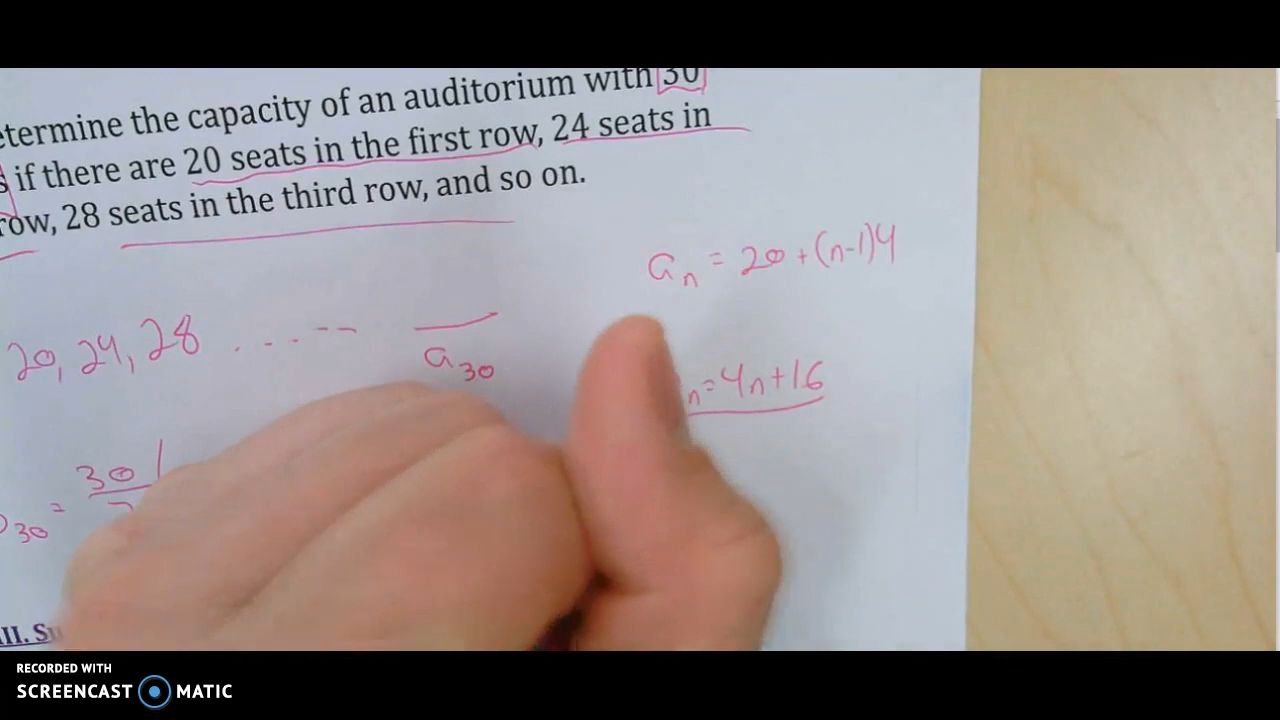 etermine the capacity of an auditorium with 30
s if there are 20 seats in the first row, 24 seats in
row, 28 seats in the third row, and so on.
aₙ = 20 + (n-1)4
20, 24, 28 . . . . -- a₃₀
n = 4n+16
30 = 30
II. S
RECORDED WITH
SCREENCAST MATIC